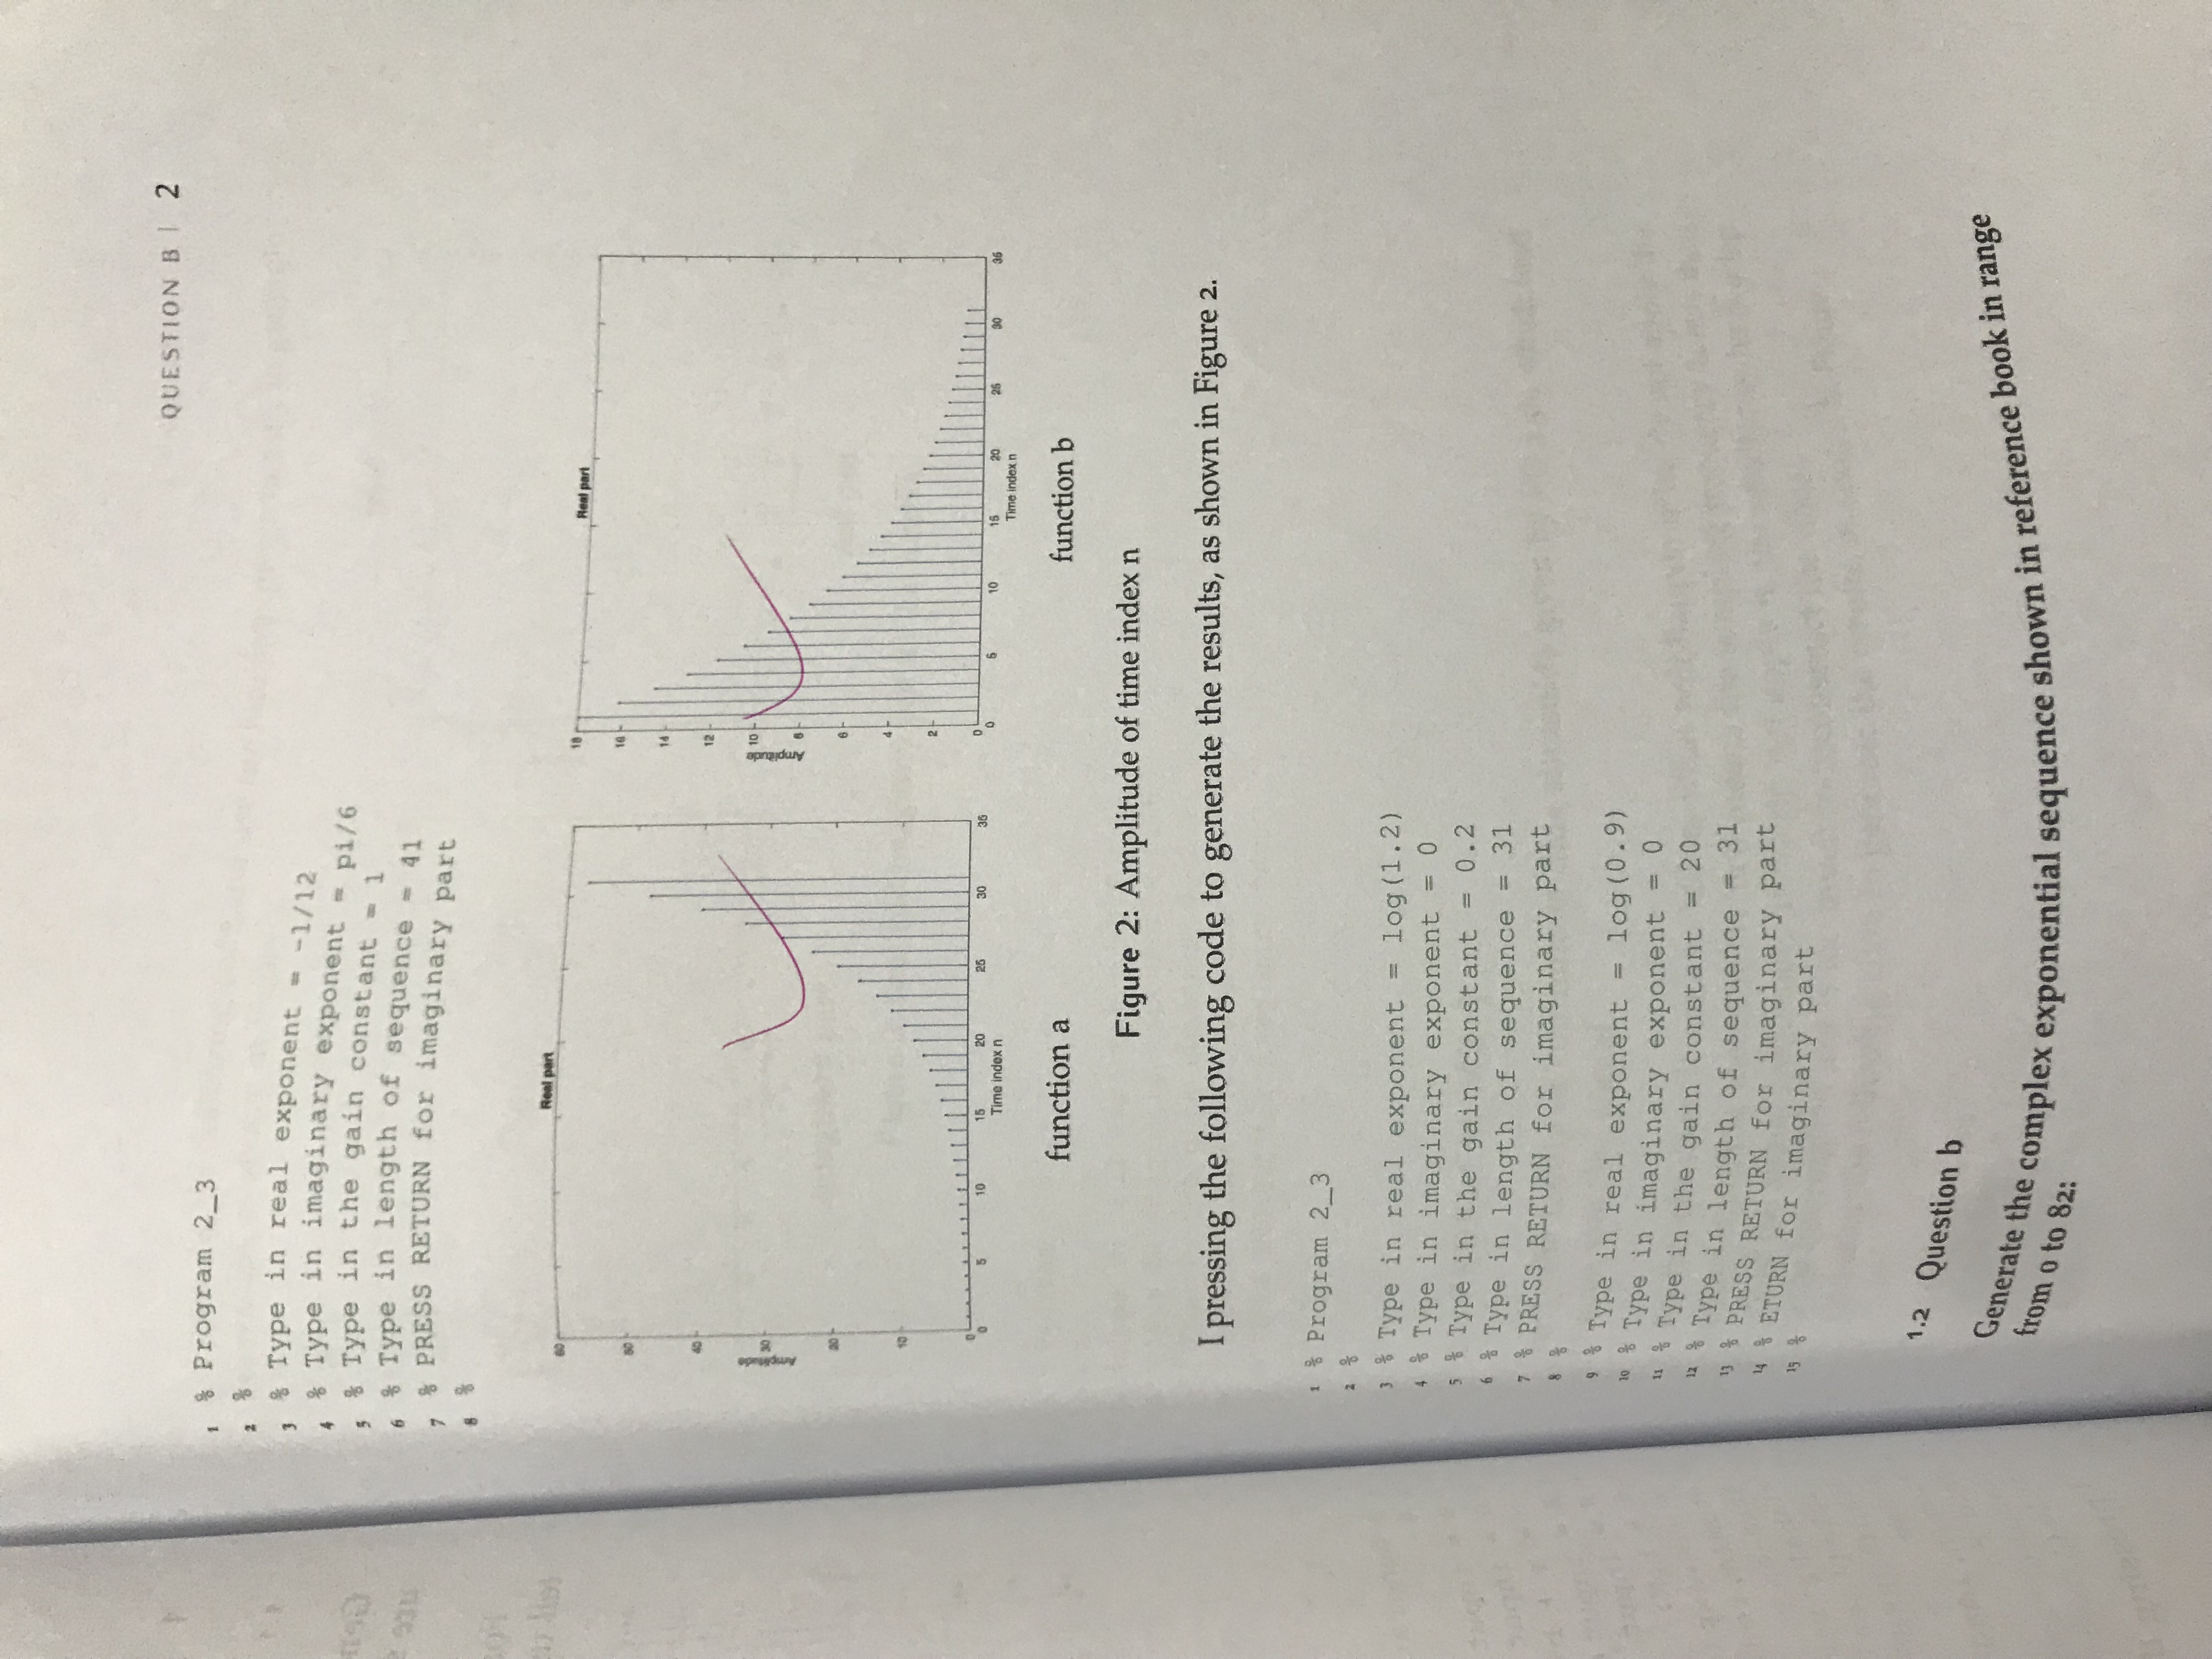 QUESTION B | 2
1 % Program 2_3
2 %
3 % Type in real exponent = -1/12
4 % Type in imaginary exponent = pi/6
5 % Type in the gain constant = 1
6 % Type in length of sequence = 41
7 % PRESS RETURN for imaginary part
8 %
Real part
60
50
40
30
20
10
0
Amplitude
0 5 10 15 20 25 30 35
Time index n
Real part
18
16
14
12
10
8
6
4
2
0
Amplitude
0 5 10 15 20 25 30 35
Time index n
function a
function b
Figure 2: Amplitude of time index n
I pressing the following code to generate the results, as shown in Figure 2.
1 % Program 2_3
2 %
3 % Type in real exponent = log(1.2)
4 % Type in imaginary exponent = 0
5 % Type in the gain constant = 0.2
6 % Type in length of sequence = 31
7 % PRESS RETURN for imaginary part
8 %
9 % Type in real exponent = log(0.9)
10 % Type in imaginary exponent = 0
11 % Type in the gain constant = 20
12 % Type in length of sequence = 31
13 % PRESS RETURN for imaginary part
14 % ETURN for imaginary part
15 %
1.2 Question b
Generate the complex exponential sequence shown in reference book in range
from 0 to 82: